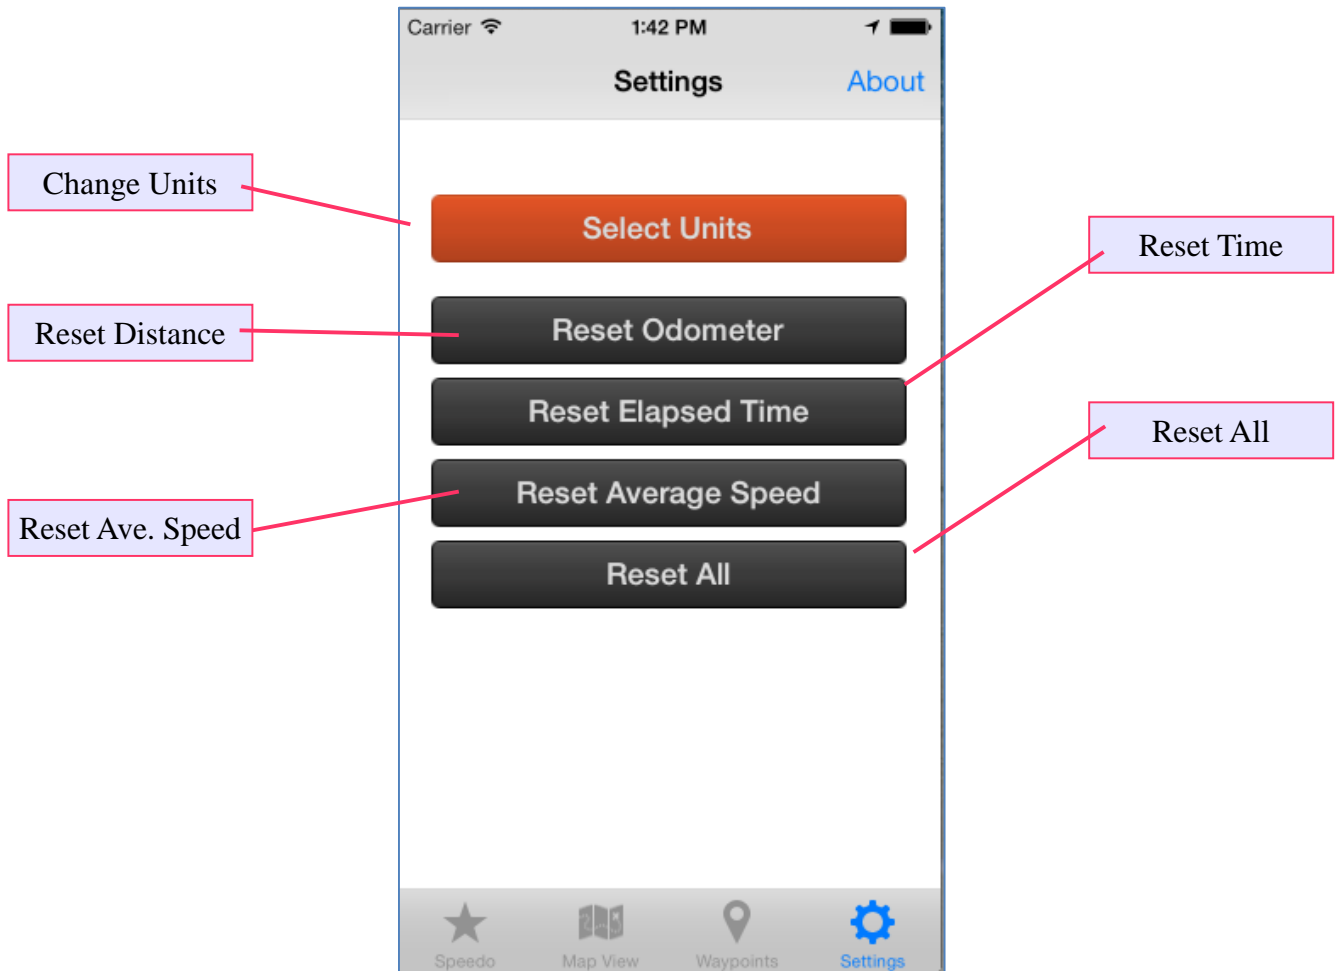 Carrier 1:42 PM
Settings About
Change Units
Select Units
Reset Time
Reset Distance
Reset Odometer
Reset Elapsed Time
Reset All
Reset Average Speed
Reset Ave. Speed
Reset All
Speedo Map View Waypoints Settings